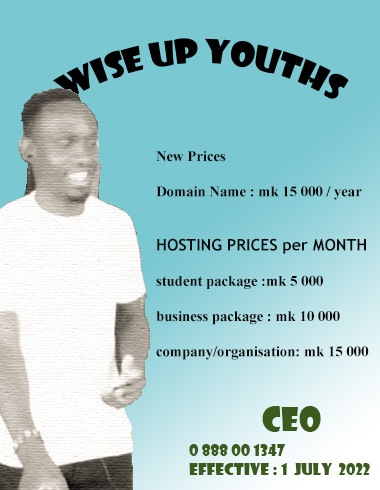 WISE UP YOUTHS
New Prices
Domain Name : mk 15 000 / year
HOSTING PRICES per MONTH
student package :mk 5 000
business package : mk 10 000
company/organisation: mk 15 000
CEO
0 888 00 1347
EFFECTIVE : 1 JULY 2022